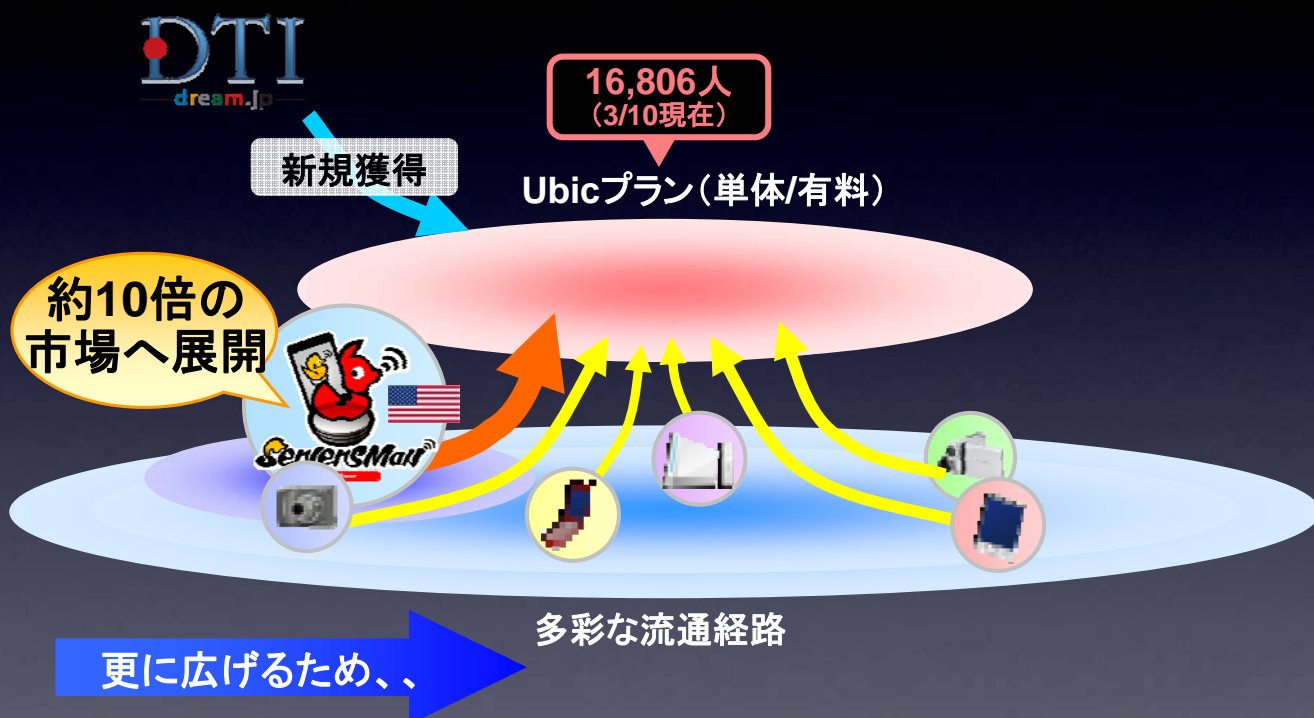 DTI
dream.jp
16,806人
（3/10現在）
新規獲得
Ubicプラン（単体/有料）
約10倍の
市場へ展開
ServersMan
多彩な流通経路
更に広げるため、、